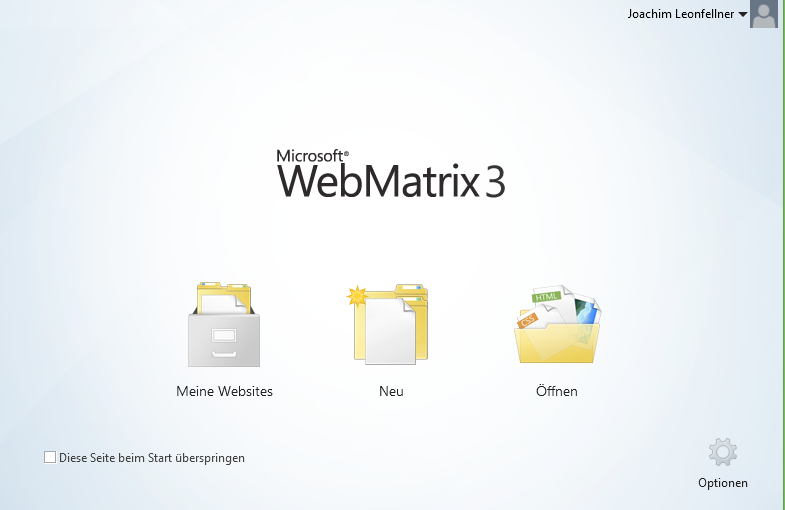 Joachim Leonfellner
Microsoft®
WebMatrix 3
HTML
CSS
Meine Websites
Neu
Öffnen
Diese Seite beim Start überspringen
Optionen